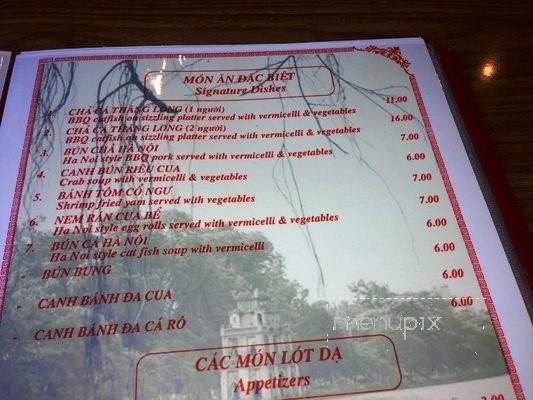 MÓN ĂN ĐẶC BIỆT
Signature Dishes
1. CHẢ CÁ THĂNG LONG (1 người) 11.00
BBQ catfish on sizzling platter served with vermicelli & vegetables
2. CHẢ CÁ THĂNG LONG (2 người) 16.00
BBQ catfish on sizzling platter served with vermicelli & vegetables
3. BÚN CHẢ HÀ NỘI 7.00
Ha Noi style BBQ pork served with vermicelli & vegetables
4. CANH BÚN RIÊU CUA 6.00
Crab soup with vermicelli & vegetables
5. BÁNH TÔM CỔ NGƯ 7.00
Shrimp fried yam served with vegetables
6. NEM RÁN CUA BỂ 7.00
Ha Noi style egg rolls served with vermicelli & vegetables
7. BÚN CÁ HÀ NỘI 6.00
Ha Noi style cat fish soup with vermicelli
- BÚN BUNG 6.00
- CANH BÁNH ĐA CUA 6.00
- CANH BÁNH ĐA CÁ RÔ 6.00
menupix
CÁC MÓN LÓT DẠ
Appetizers